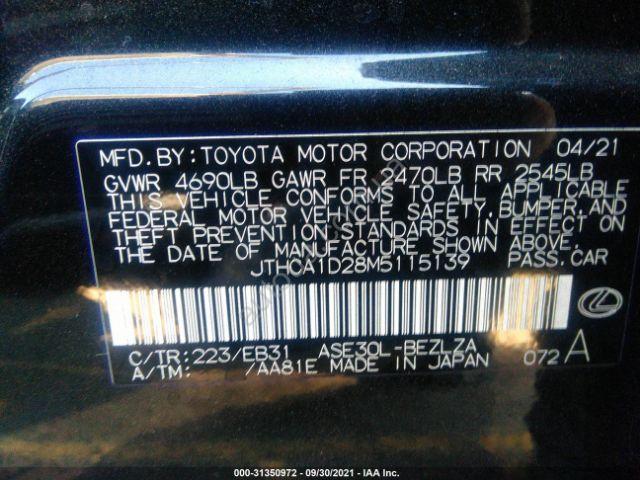 MFD.BY:TOYOTA MOTOR CORPORATION 04/21
GVWR 4690LB GAWR FR 2470LB RR 2545LB
THIS VEHICLE CONFORMS TO ALL APPLICABLE
FEDERAL MOTOR VEHICLE SAFETY, BUMPER, AND
THEFT PREVENTION STANDARDS IN EFFECT ON
THE DATE OF MANUFACTURE SHOWN ABOVE.
JTHCA1D28M5115139 PASS.CAR
C/TR:223/EB31 ASE30L-BEZLZA
A/TM: /AA81E MADE IN JAPAN 072 A
000-31350972 - 09/30/2021 - IAA Inc.